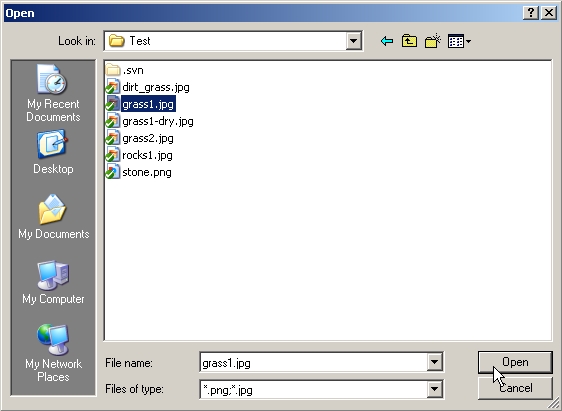 Open
Look in: Test
.svn
dirt_grass.jpg
grass1.jpg
grass1-dry.jpg
grass2.jpg
rocks1.jpg
stone.png
My Recent
Documents
Desktop
My Documents
My Computer
My Network
Places
File name: grass1.jpg Open
Files of type: *.png;*.jpg Cancel